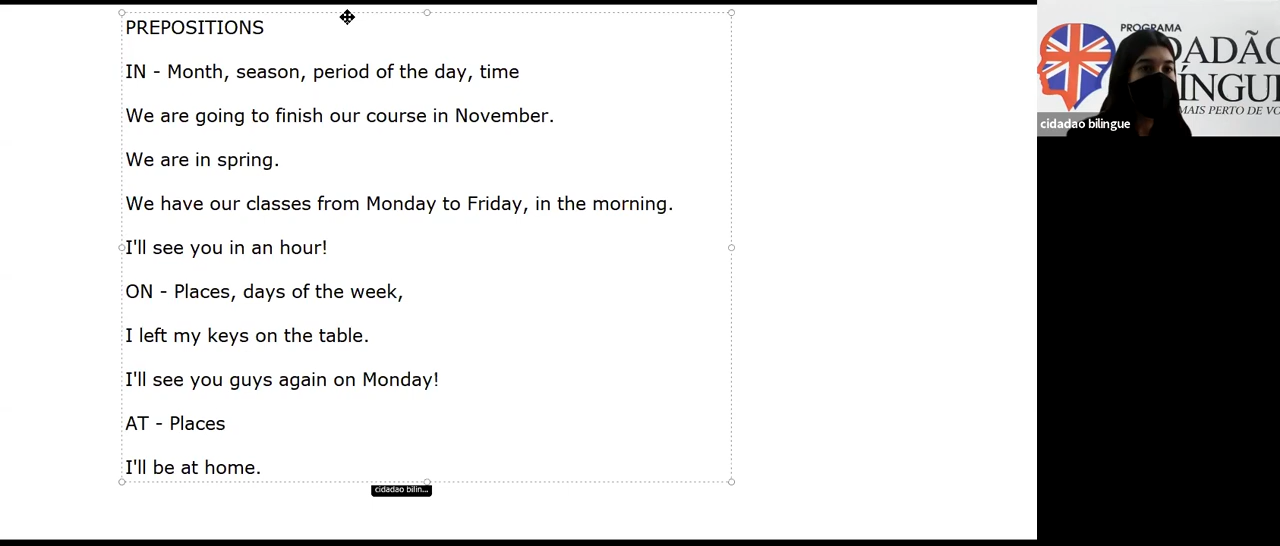 PREPOSITIONS
IN - Month, season, period of the day, time
We are going to finish our course in November.
We are in spring.
We have our classes from Monday to Friday, in the morning.
I'll see you in an hour!
ON - Places, days of the week,
I left my keys on the table.
I'll see you guys again on Monday!
AT - Places
I'll be at home.
cidadao bilin...
PROGRAMA
DADÃO
ÍNGU
MAIS PERTO DE VO
cidadao bilingue